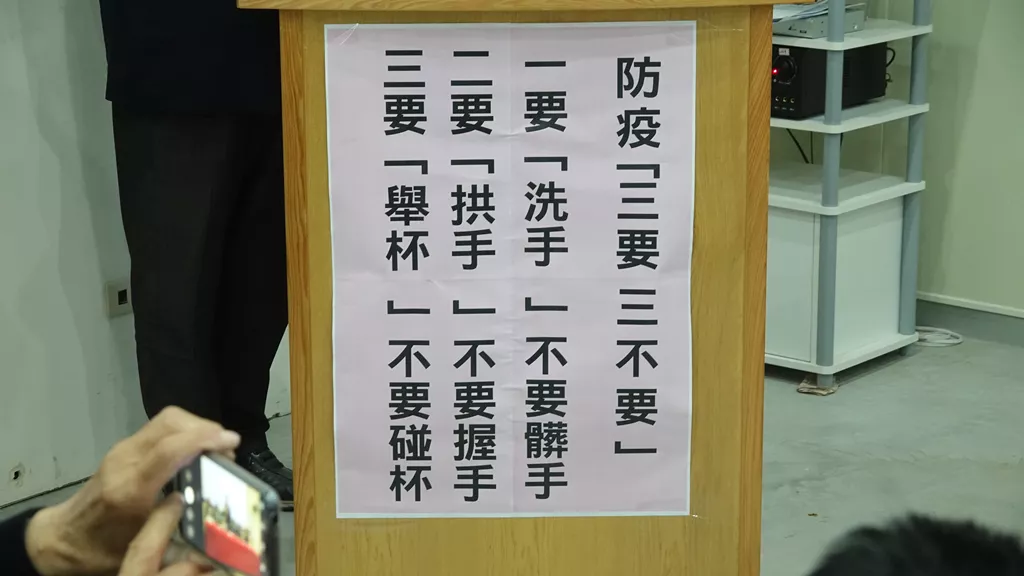 防疫「三要 三不要」
一要「洗手」不要髒手
二要「拱手」不要握手
三要「舉杯」不要碰杯